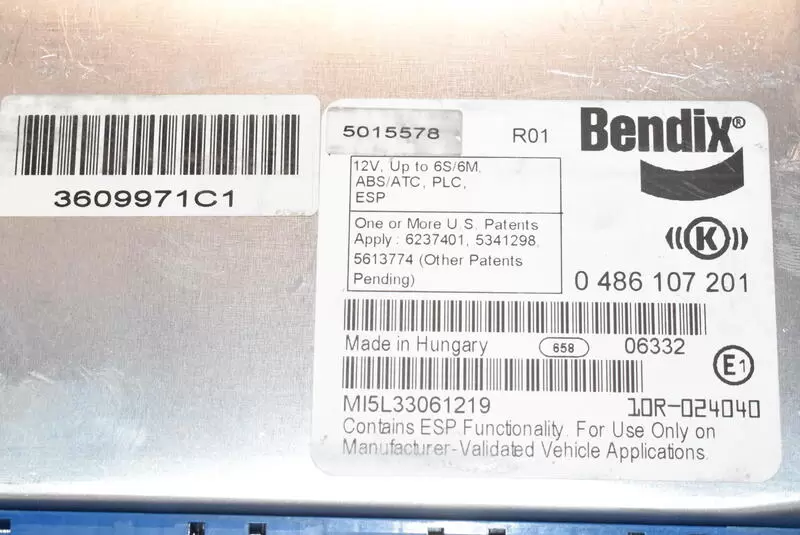 3609971C1
5015578 R01 Bendix®
12V, Up to 6S/6M,
ABS/ATC, PLC,
ESP
One or More U.S. Patents
Apply : 6237401, 5341298,
5613774 (Other Patents
Pending)
K
0 486 107 201
Made in Hungary 658 06332
E1
MI5L33061219 10R-024040
Contains ESP Functionality. For Use Only on
Manufacturer-Validated Vehicle Applications.